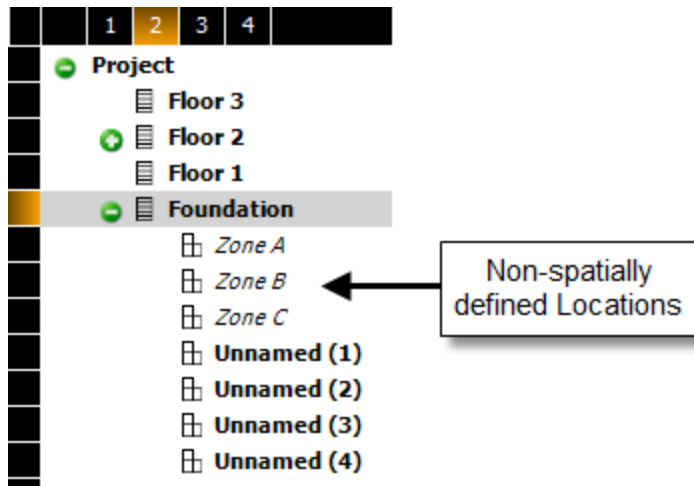 1 2 3 4
Project
Floor 3
Floor 2
Floor 1
Foundation
Zone A
Zone B
Zone C
Unnamed (1)
Unnamed (2)
Unnamed (3)
Unnamed (4)
Non-spatially
defined Locations